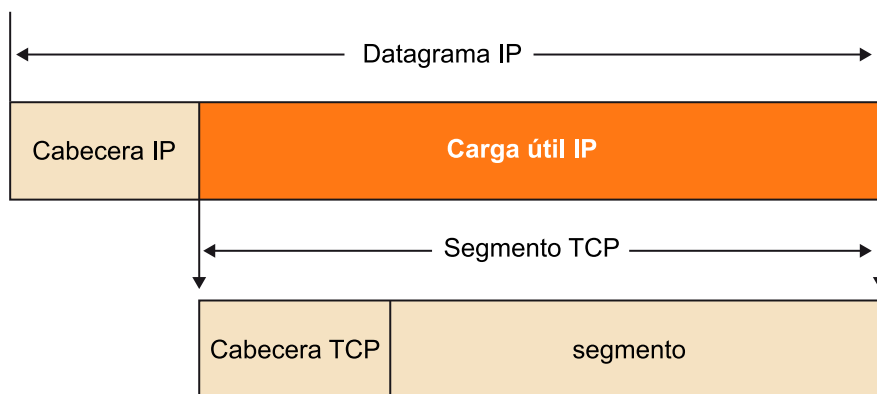 Datagrama IP
Cabecera IP
Carga útil IP
Segmento TCP
Cabecera TCP
segmento